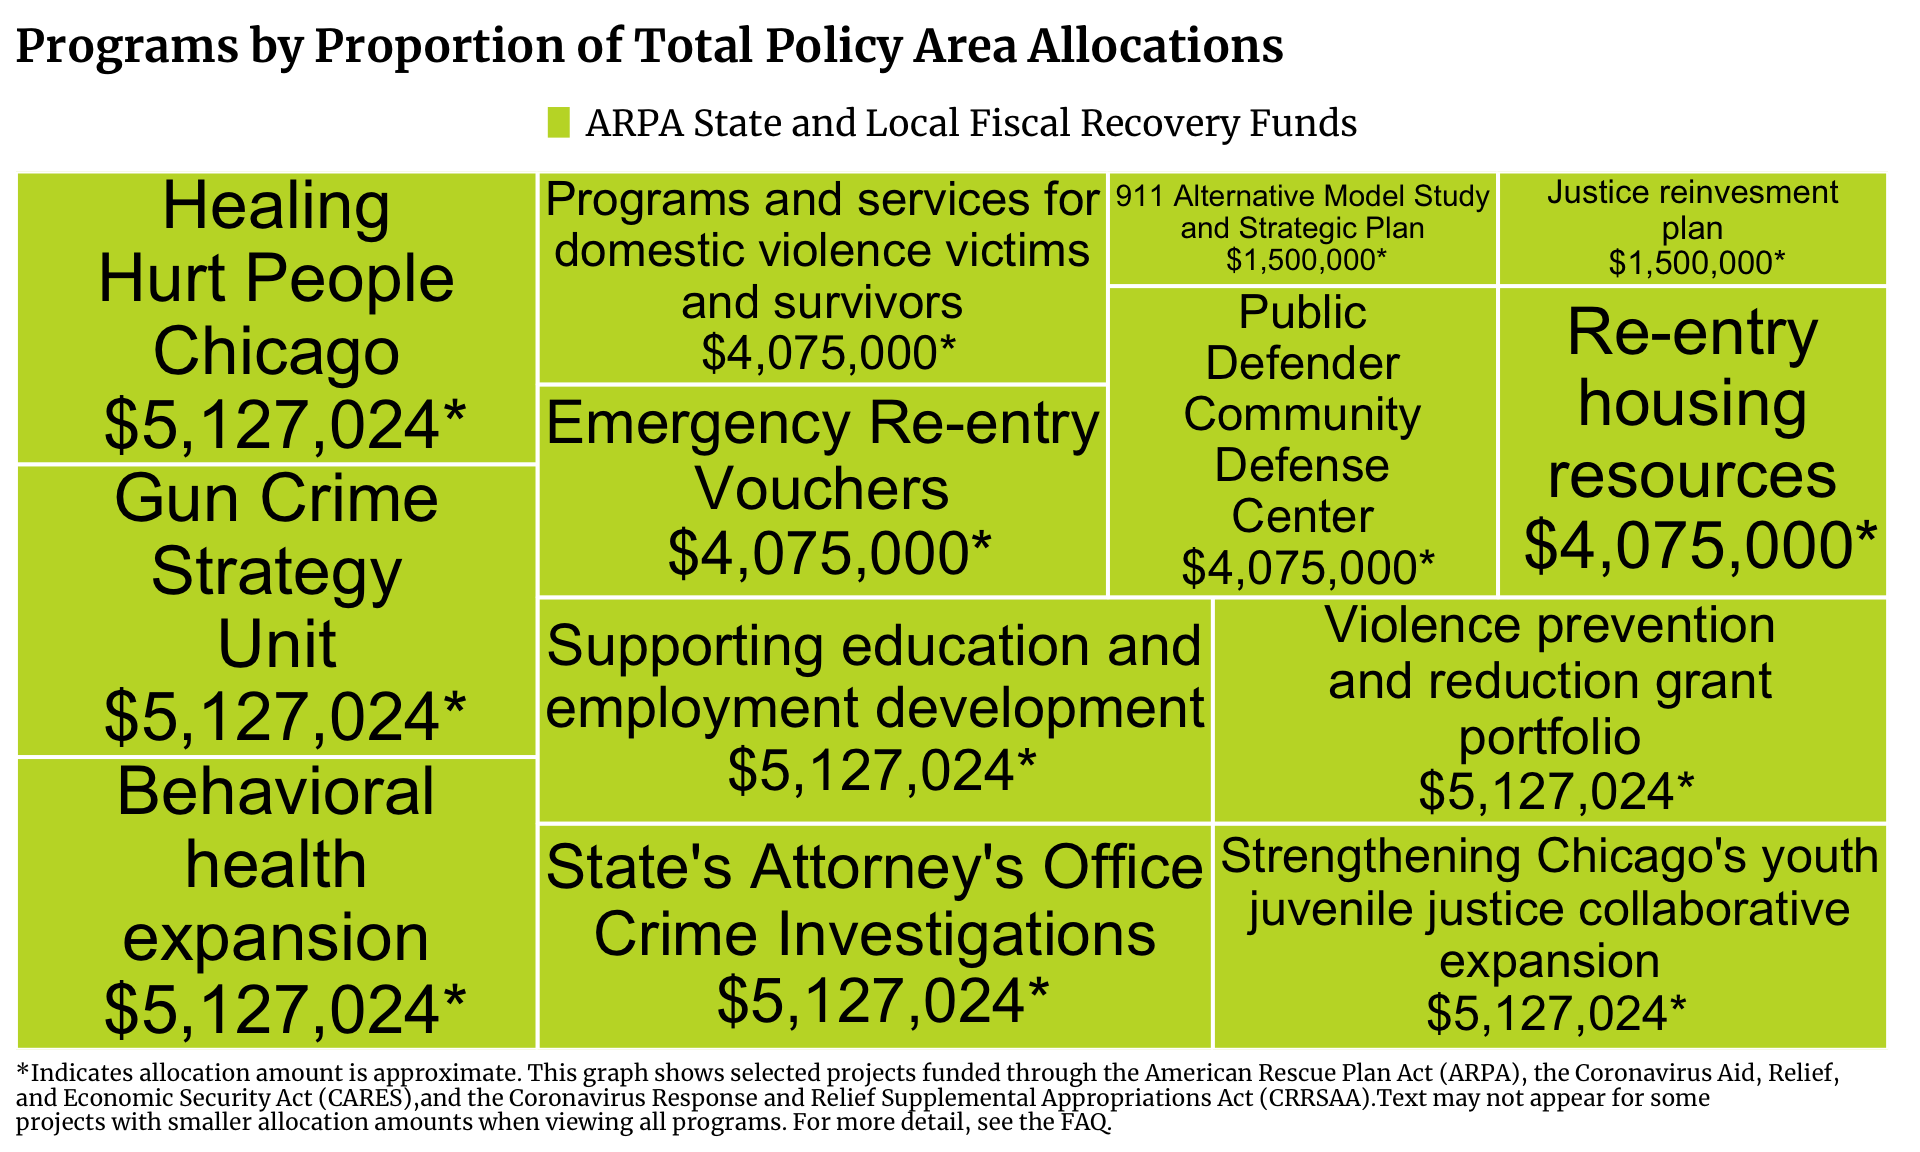 Programs by Proportion of Total Policy Area Allocations
ARPA State and Local Fiscal Recovery Funds
Healing
Hurt People
Chicago
$5,127,024*
Gun Crime
Strategy
Unit
$5,127,024*
Behavioral
health
expansion
$5,127,024*
Programs and services for
domestic violence victims
and survivors
$4,075,000*
Emergency Re-entry
Vouchers
$4,075,000*
911 Alternative Model Study
and Strategic Plan
$1,500,000*
Justice reinvesment
plan
$1,500,000*
Public
Defender
Community
Defense
Center
$4,075,000*
Re-entry
housing
resources
$4,075,000*
Supporting education and
employment development
$5,127,024*
Violence prevention
and reduction grant
portfolio
$5,127,024*
State's Attorney's Office
Crime Investigations
$5,127,024*
Strengthening Chicago's youth
juvenile justice collaborative
expansion
$5,127,024*
*Indicates allocation amount is approximate. This graph shows selected projects funded through the American Rescue Plan Act (ARPA), the Coronavirus Aid, Relief,
and Economic Security Act (CARES),and the Coronavirus Response and Relief Supplemental Appropriations Act (CRRSAA).Text may not appear for some
projects with smaller allocation amounts when viewing all programs. For more detail, see the FAQ.